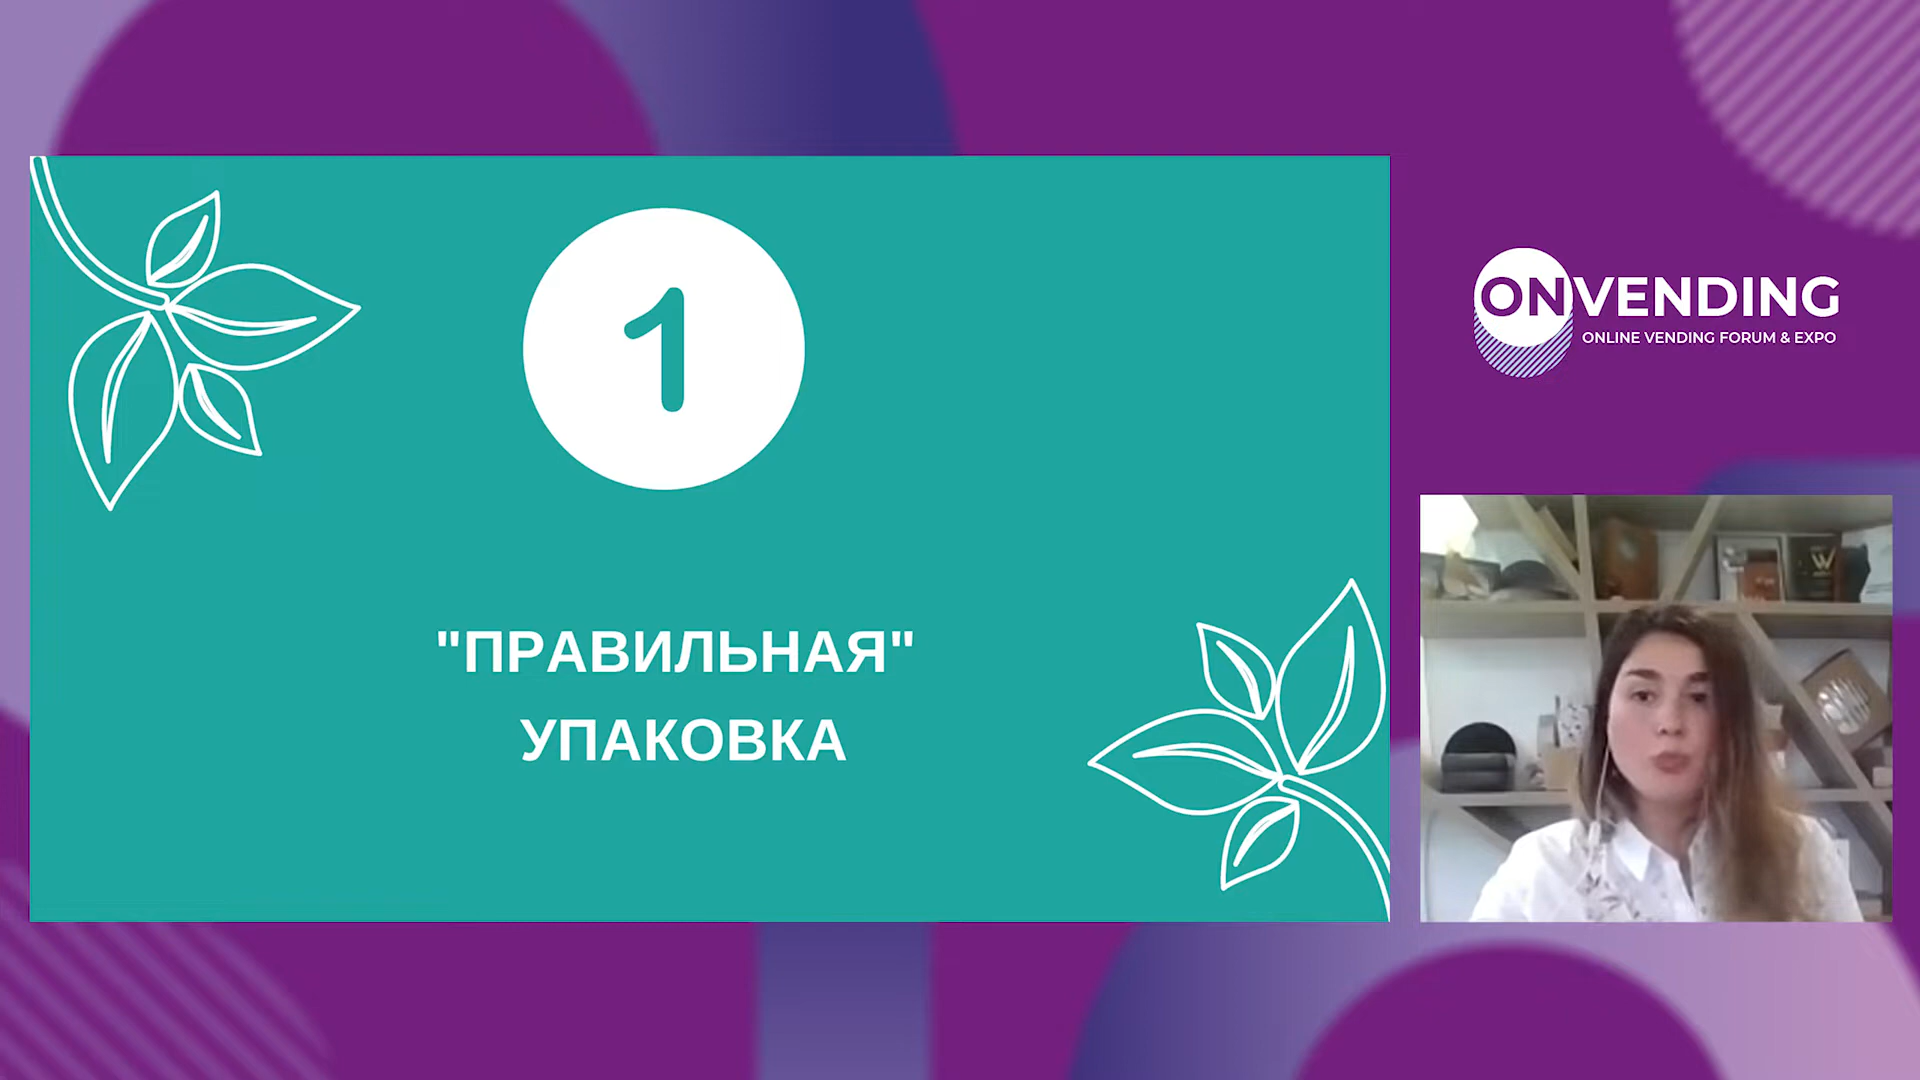 1
"ПРАВИЛЬНАЯ"
УПАКОВКА
ONVENDING
ONLINE VENDING FORUM & EXPO
W